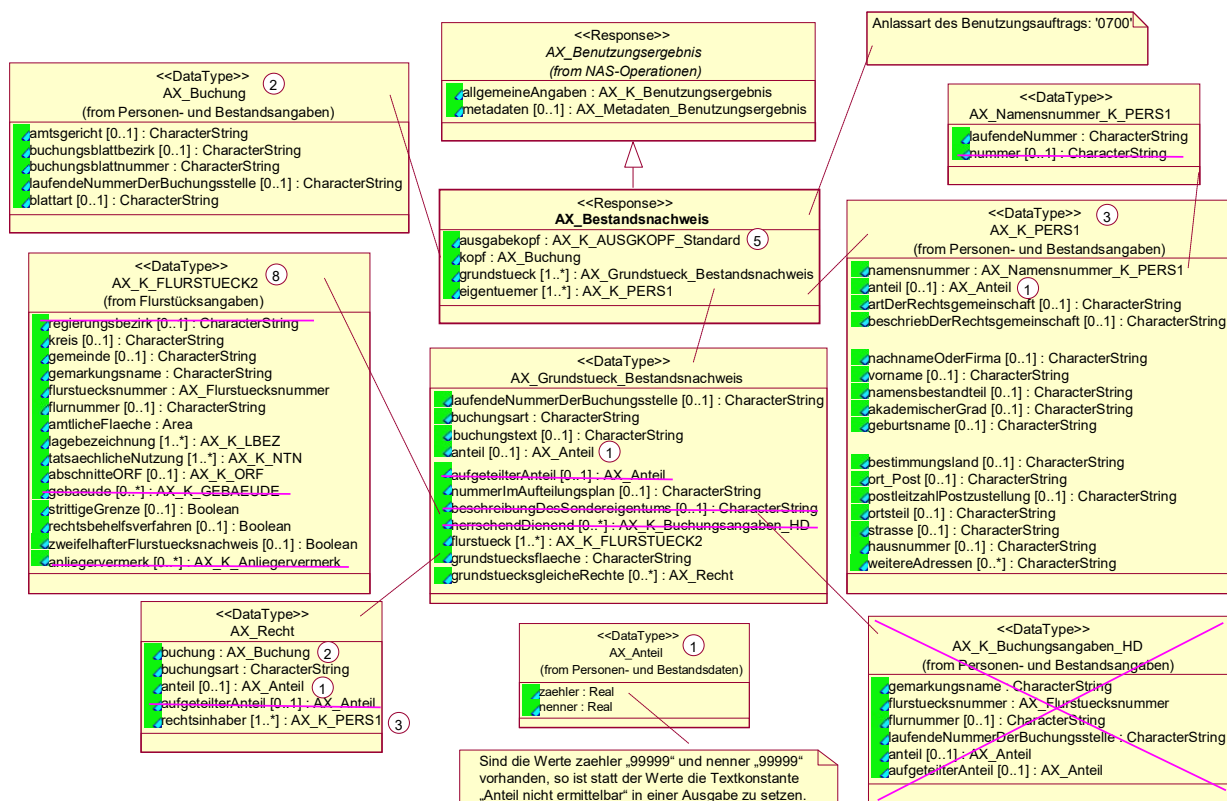 <<Response>>
AX_Benutzungsergebnis
(from NAS-Operationen)
allgemeineAngaben : AX_K_Benutzungsergebnis
metadaten [0..1] : AX_Metadaten_Benutzungsergebnis
Anlassart des Benutzungsauftrags: '0700'
<<DataType>>
AX_Buchung
2
(from Personen- und Bestandsangaben)
amtsgericht [0..1] : CharacterString
buchungsblattbezirk [0..1] : CharacterString
buchungsblattnummer : CharacterString
laufendeNummerDerBuchungsstelle [0..1] : CharacterString
blattart [0..1] : CharacterString
<<DataType>>
AX_Namensnummer_K_PERS1
laufendeNummer : CharacterString
nummer [0..1] : CharacterString
<<Response>>
AX_Bestandsnachweis
ausgabekopf : AX_K_AUSGKOPF_Standard
5
kopf : AX_Buchung
grundstueck [1..*] : AX_Grundstueck_Bestandsnachweis
eigentuemer [1..*] : AX_K_PERS1
<<DataType>>
3
AX_K_PERS1
(from Personen- und Bestandsangaben)
namensnummer : AX_Namensnummer_K_PERS1
anteil [0..1] : AX_Anteil
1
artDerRechtsgemeinschaft [0..1] : CharacterString
beschriebDerRechtsgemeinschaft [0..1] : CharacterString
nachnameOderFirma [0..1] : CharacterString
vorname [0..1] : CharacterString
namensbestandteil [0..1] : CharacterString
akademischerGrad [0..1] : CharacterString
geburtsname [0..1] : CharacterString
bestimmungsland [0..1] : CharacterString
ort_Post [0..1] : CharacterString
postleitzahlPostzustellung [0..1] : CharacterString
ortsteil [0..1] : CharacterString
strasse [0..1] : CharacterString
hausnummer [0..1] : CharacterString
weitereAdressen [0..*] : CharacterString
<<DataType>>
AX_K_FLURSTUECK2
8
(from Flurstücksangaben)
regierungsbezirk [0..1] : CharacterString
kreis [0..1] : CharacterString
gemeinde [0..1] : CharacterString
gemarkungsname : CharacterString
flurstuecksnummer : AX_Flurstuecksnummer
flurnummer [0..1] : CharacterString
amtlicheFlaeche : Area
lagebezeichnung [1..*] : AX_K_LBEZ
tatsaechlicheNutzung [1..*] : AX_K_NTN
abschnitteORF [0..1] : AX_K_ORF
gebaeude [0..*] : AX_K_GEBAEUDE
strittigeGrenze [0..1] : Boolean
rechtsbehelfsverfahren [0..1] : Boolean
zweifelhafterFlurstuecksnachweis [0..1] : Boolean
anliegervermerk [0..*] : AX_K_Anliegervermerk
<<DataType>>
AX_Grundstueck_Bestandsnachweis
laufendeNummerDerBuchungsstelle [0..1] : CharacterString
buchungsart : CharacterString
buchungstext [0..1] : CharacterString
anteil [0..1] : AX_Anteil
1
aufgeteilterAnteil [0..1] : AX_Anteil
nummerImAufteilungsplan [0..1] : CharacterString
beschreibungDesSondereigentums [0..1] : CharacterString
herrschendDienend [0..*] : AX_K_Buchungsangaben_HD
flurstueck [1..*] : AX_K_FLURSTUECK2
grundstuecksflaeche : CharacterString
grundstuecksgleicheRechte [0..*] : AX_Recht
<<DataType>>
AX_Recht
buchung : AX_Buchung
2
buchungsart : CharacterString
anteil [0..1] : AX_Anteil
1
aufgeteilterAnteil [0..1] : AX_Anteil
rechtsinhaber [1..*] : AX_K_PERS1
3
<<DataType>>
1
AX_Anteil
(from Personen- und Bestandsdaten)
zaehler : Real
nenner : Real
Sind die Werte zaehler „99999“ und nenner „99999“
vorhanden, so ist statt der Werte die Textkonstante
„Anteil nicht ermittelbar“ in einer Ausgabe zu setzen.
<<DataType>>
AX_K_Buchungsangaben_HD
(from Personen- und Bestandsangaben)
gemarkungsname : CharacterString
flurstuecksnummer : AX_Flurstuecksnummer
flurnummer [0..1] : CharacterString
laufendeNummerDerBuchungsstelle : CharacterString
anteil [0..1] : AX_Anteil
aufgeteilterAnteil [0..1] : AX_Anteil